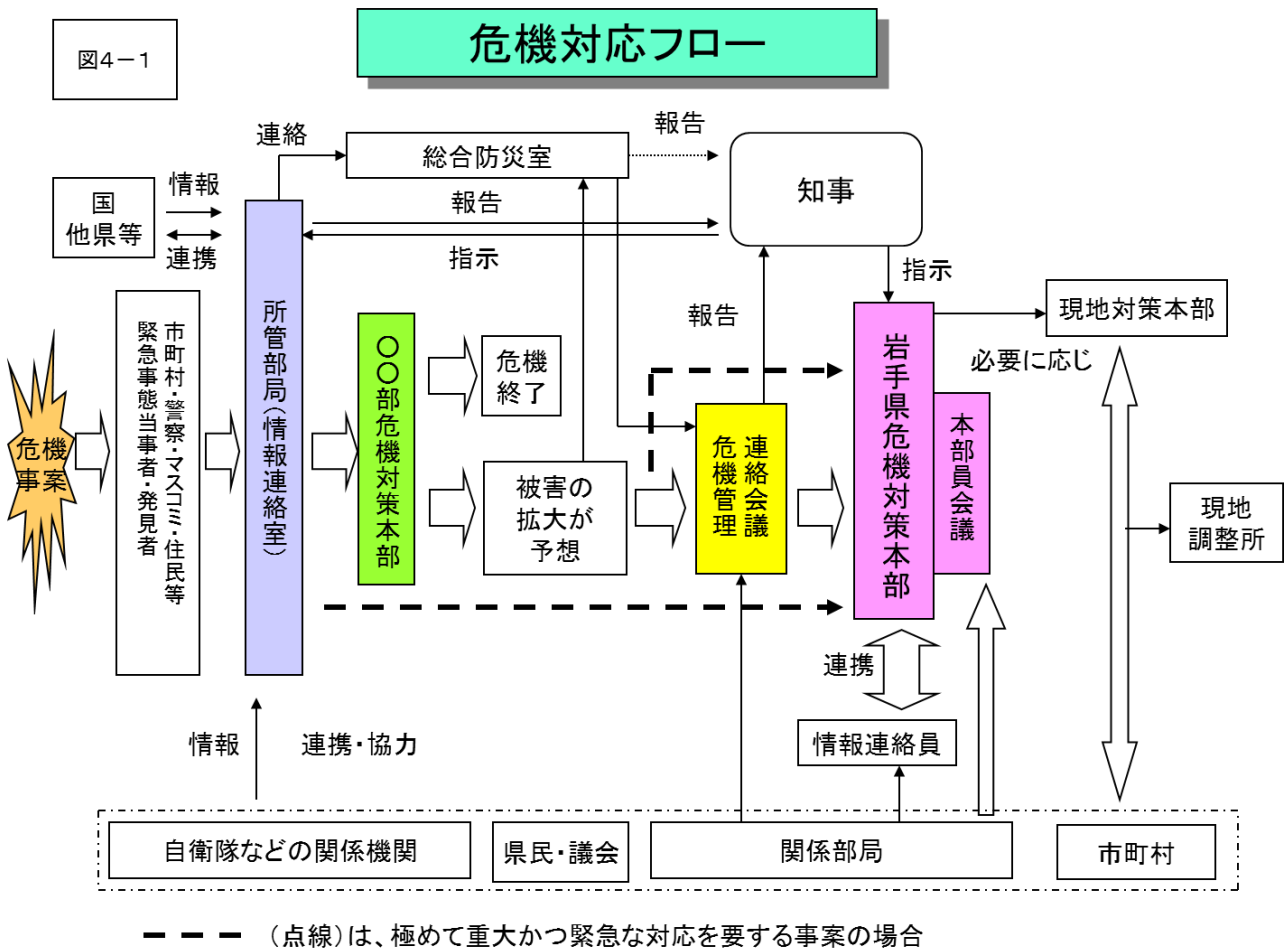 図4-1
危機対応フロー
連絡
総合防災室
報告
知事
国
他県等
情報
連携
報告
指示
指示
危機
事案
市町村・警察・マスコミ・住民等
緊急事態当事者・発見者
所管部局(情報連絡室)
〇〇部危機対策本部
危機
終了
被害の
拡大が
予想
報告
連絡会議
危機管理
岩手県危機対策本部
本部員会議
現地対策本部
必要に応じ
現地
調整所
連携
情報連絡員
情報
連携・協力
自衛隊などの関係機関
県民・議会
関係部局
市町村
(点線)は、極めて重大かつ緊急な対応を要する事案の場合